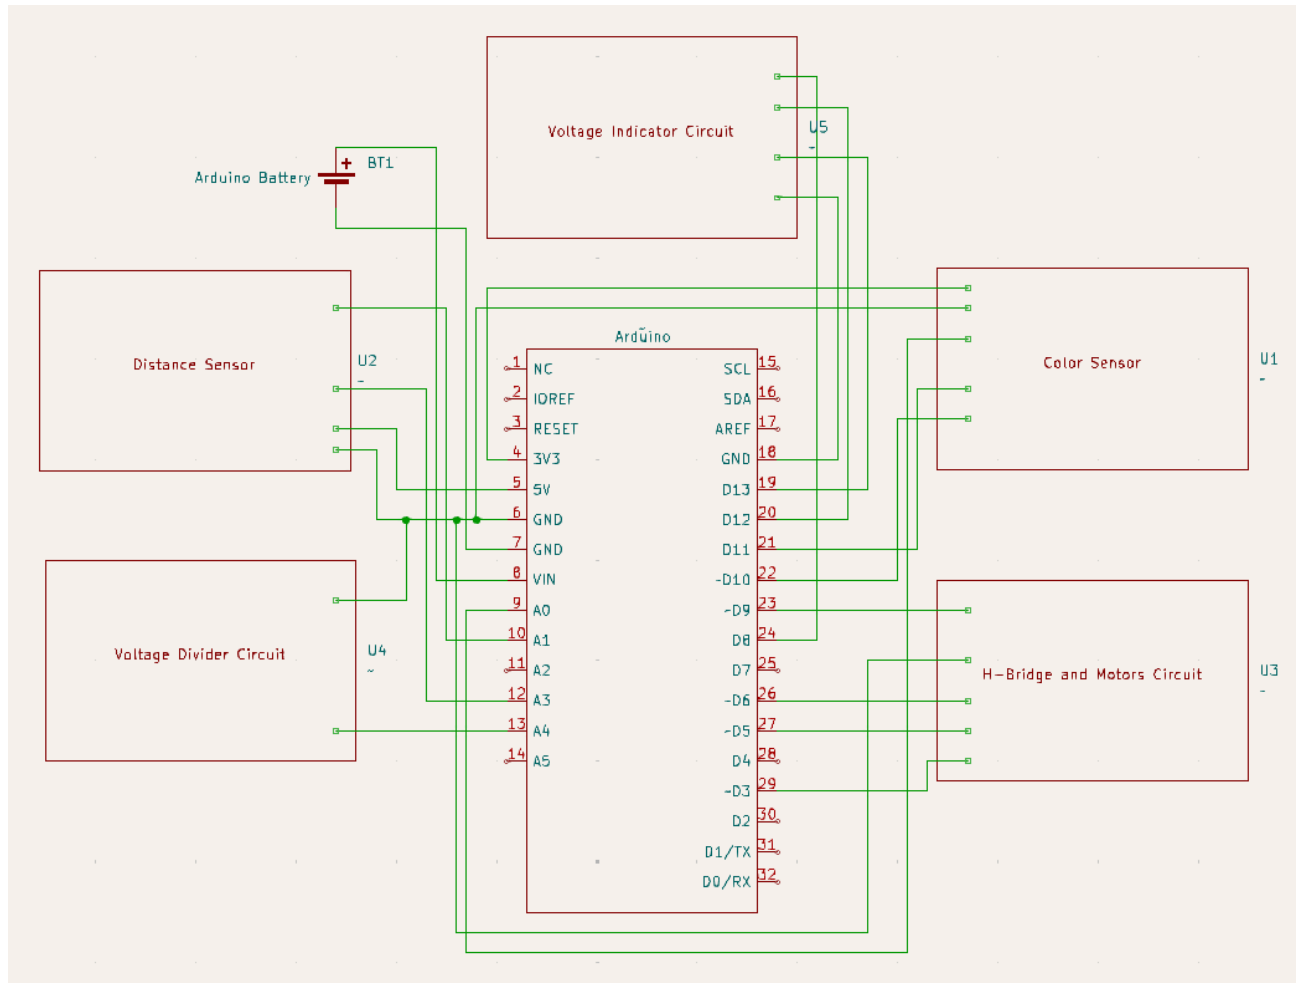 Voltage Indicator Circuit
U5
~
+
BT1
Arduino Battery
Distance Sensor
U2
~
Color Sensor
U1
~
Arduino
~
1 NC
2 IOREF
3 RESET
4 3V3
5 5V
6 GND
7 GND
8 VIN
9 A0
10 A1
11 A2
12 A3
13 A4
14 A5
SCL 15
SDA 16
AREF 17
GND 18
D13 19
D12 20
D11 21
~D10 22
~D9 23
D8 24
D7 25
~D6 26
~D5 27
D4 28
~D3 29
D2 30
D1/TX 31
D0/RX 32
Voltage Divider Circuit
U4
~
H-Bridge and Motors Circuit
U3
~